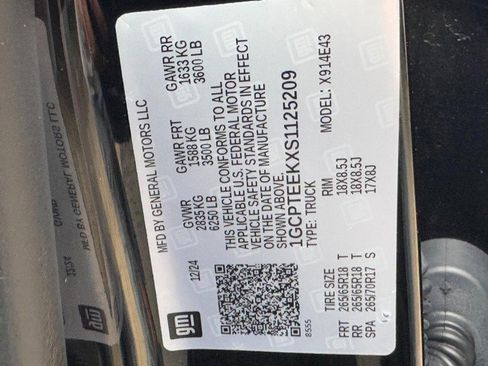 MFD BY GENERAL MOTORS LLC
12/24
GVWR GAWR FRT GAWR RR
2835 KG 1588 KG 1633 KG
6250 LB 3500 LB 3600 LB
THIS VEHICLE CONFORMS TO ALL
APPLICABLE U.S. FEDERAL MOTOR
VEHICLE SAFETY STANDARDS IN EFFECT
ON THE DATE OF MANUFACTURE
SHOWN ABOVE.
1GCPTEEKXS1125209
TYPE: TRUCK MODEL: X914E43
gm
8555
TIRE SIZE RIM
FRT 265/65R18 T 18X8.5J
RR 265/65R18 T 18X8.5J
SPA 265/70R17 S 17X8J